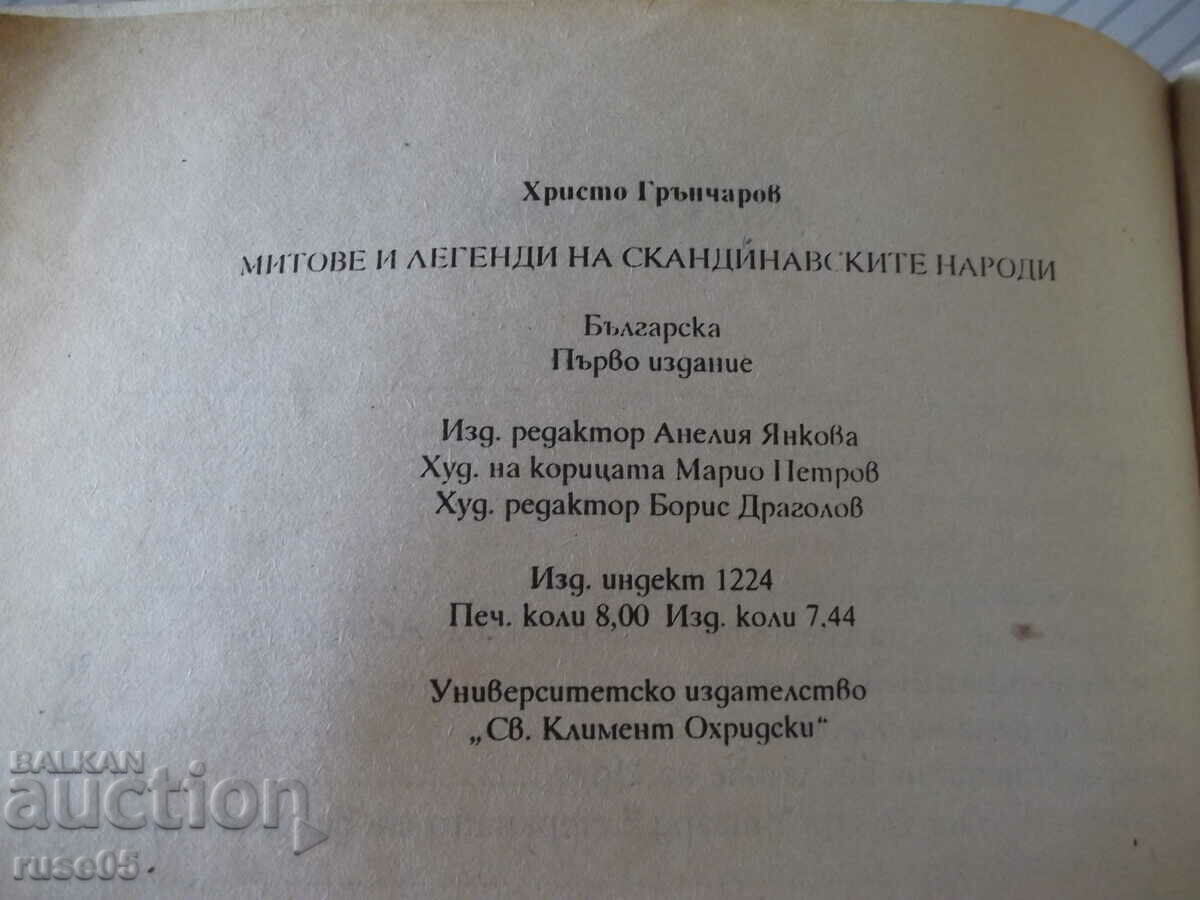 Христо Грънчаров
МИТОВЕ И ЛЕГЕНДИ НА СКАНДИНАВСКИТЕ НАРОДИ
Българска
Първо издание
Изд. редактор Анелия Янкова
Худ. на корицата Марио Петров
Худ. редактор Борис Драголов
Изд. индект 1224
Печ. коли 8,00 Изд. коли 7.44
Университетско издателство
„Св. Климент Охридски“
BALKAN
auction
ruse05